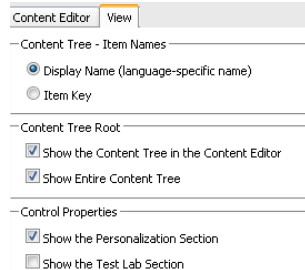 Content Editor View
Content Tree - Item Names
Display Name (language-specific name)
Item Key
Content Tree Root
Show the Content Tree in the Content Editor
Show Entire Content Tree
Control Properties
Show the Personalization Section
Show the Test Lab Section